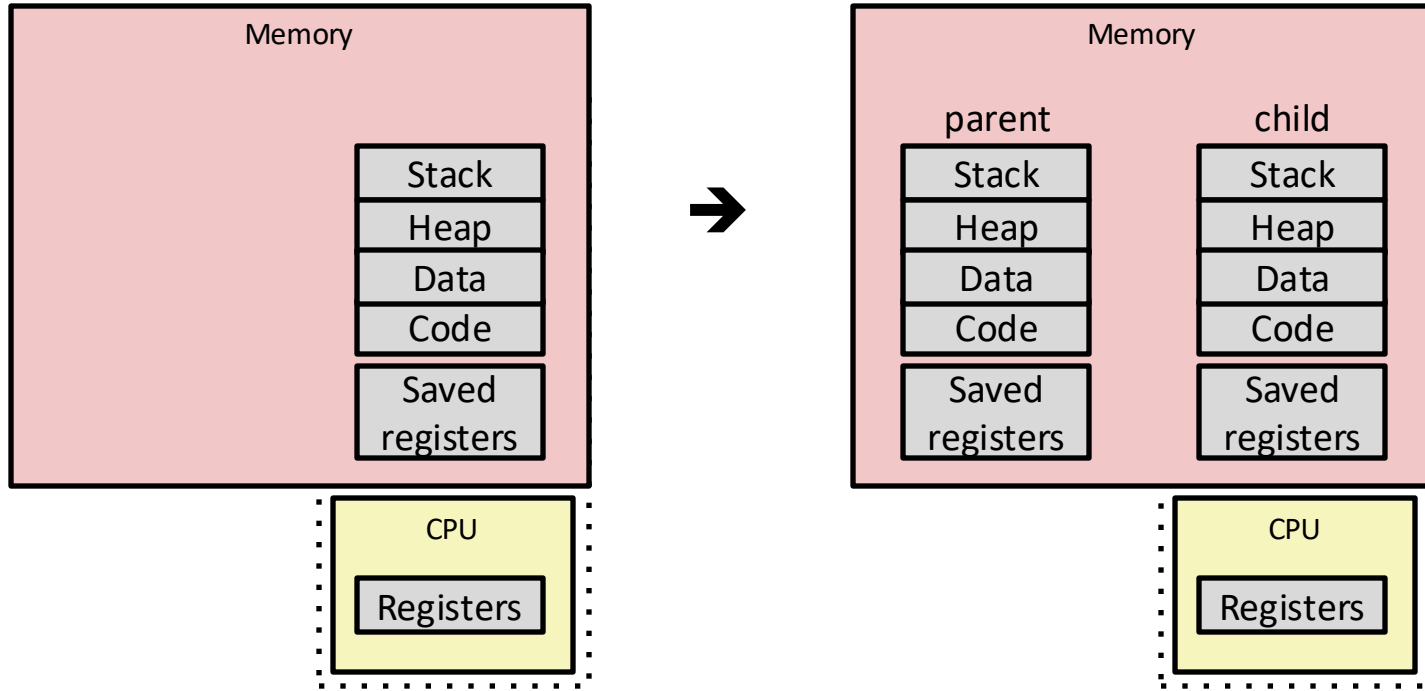 Memory
Stack
Heap
Data
Code
Saved
registers
CPU
Registers
➔
Memory
parent
Stack
Heap
Data
Code
Saved
registers
child
Stack
Heap
Data
Code
Saved
registers
CPU
Registers